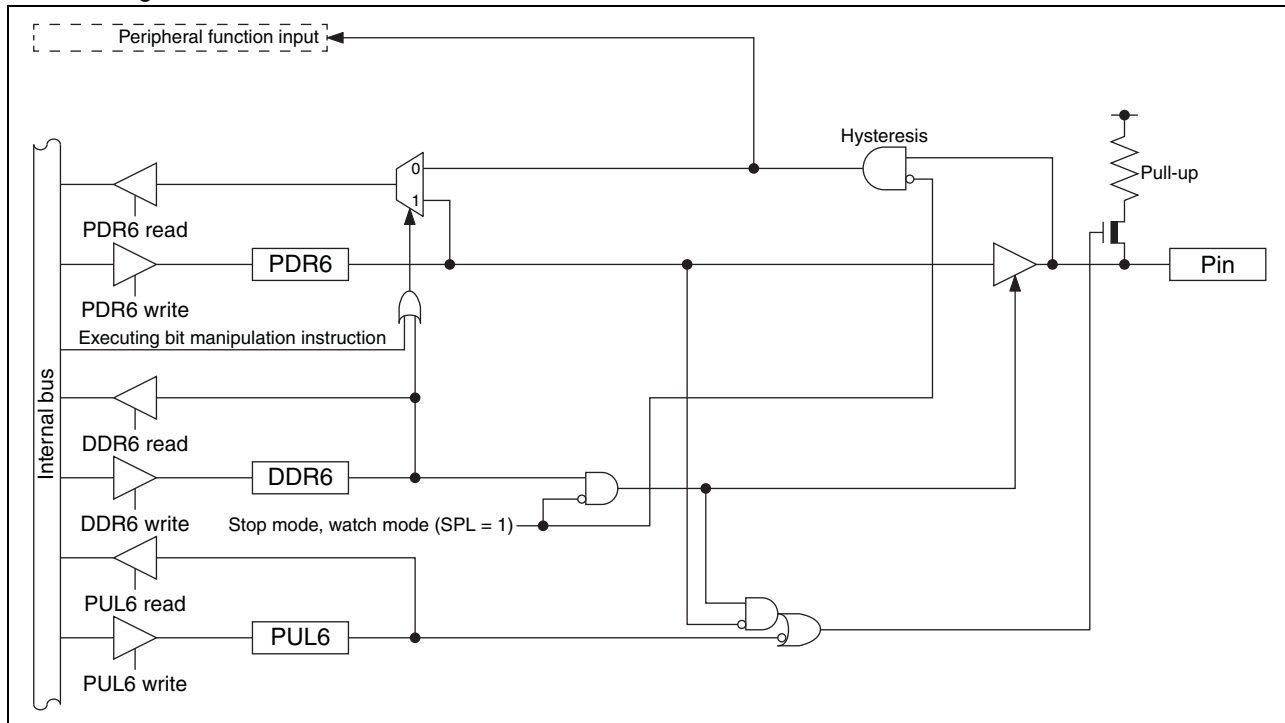 Peripheral function input
Hysteresis
Pull-up
0
1
PDR6 read
PDR6
Pin
PDR6 write
Executing bit manipulation instruction
Internal bus
DDR6 read
DDR6
DDR6 write
Stop mode, watch mode (SPL = 1)
PUL6 read
PUL6
PUL6 write